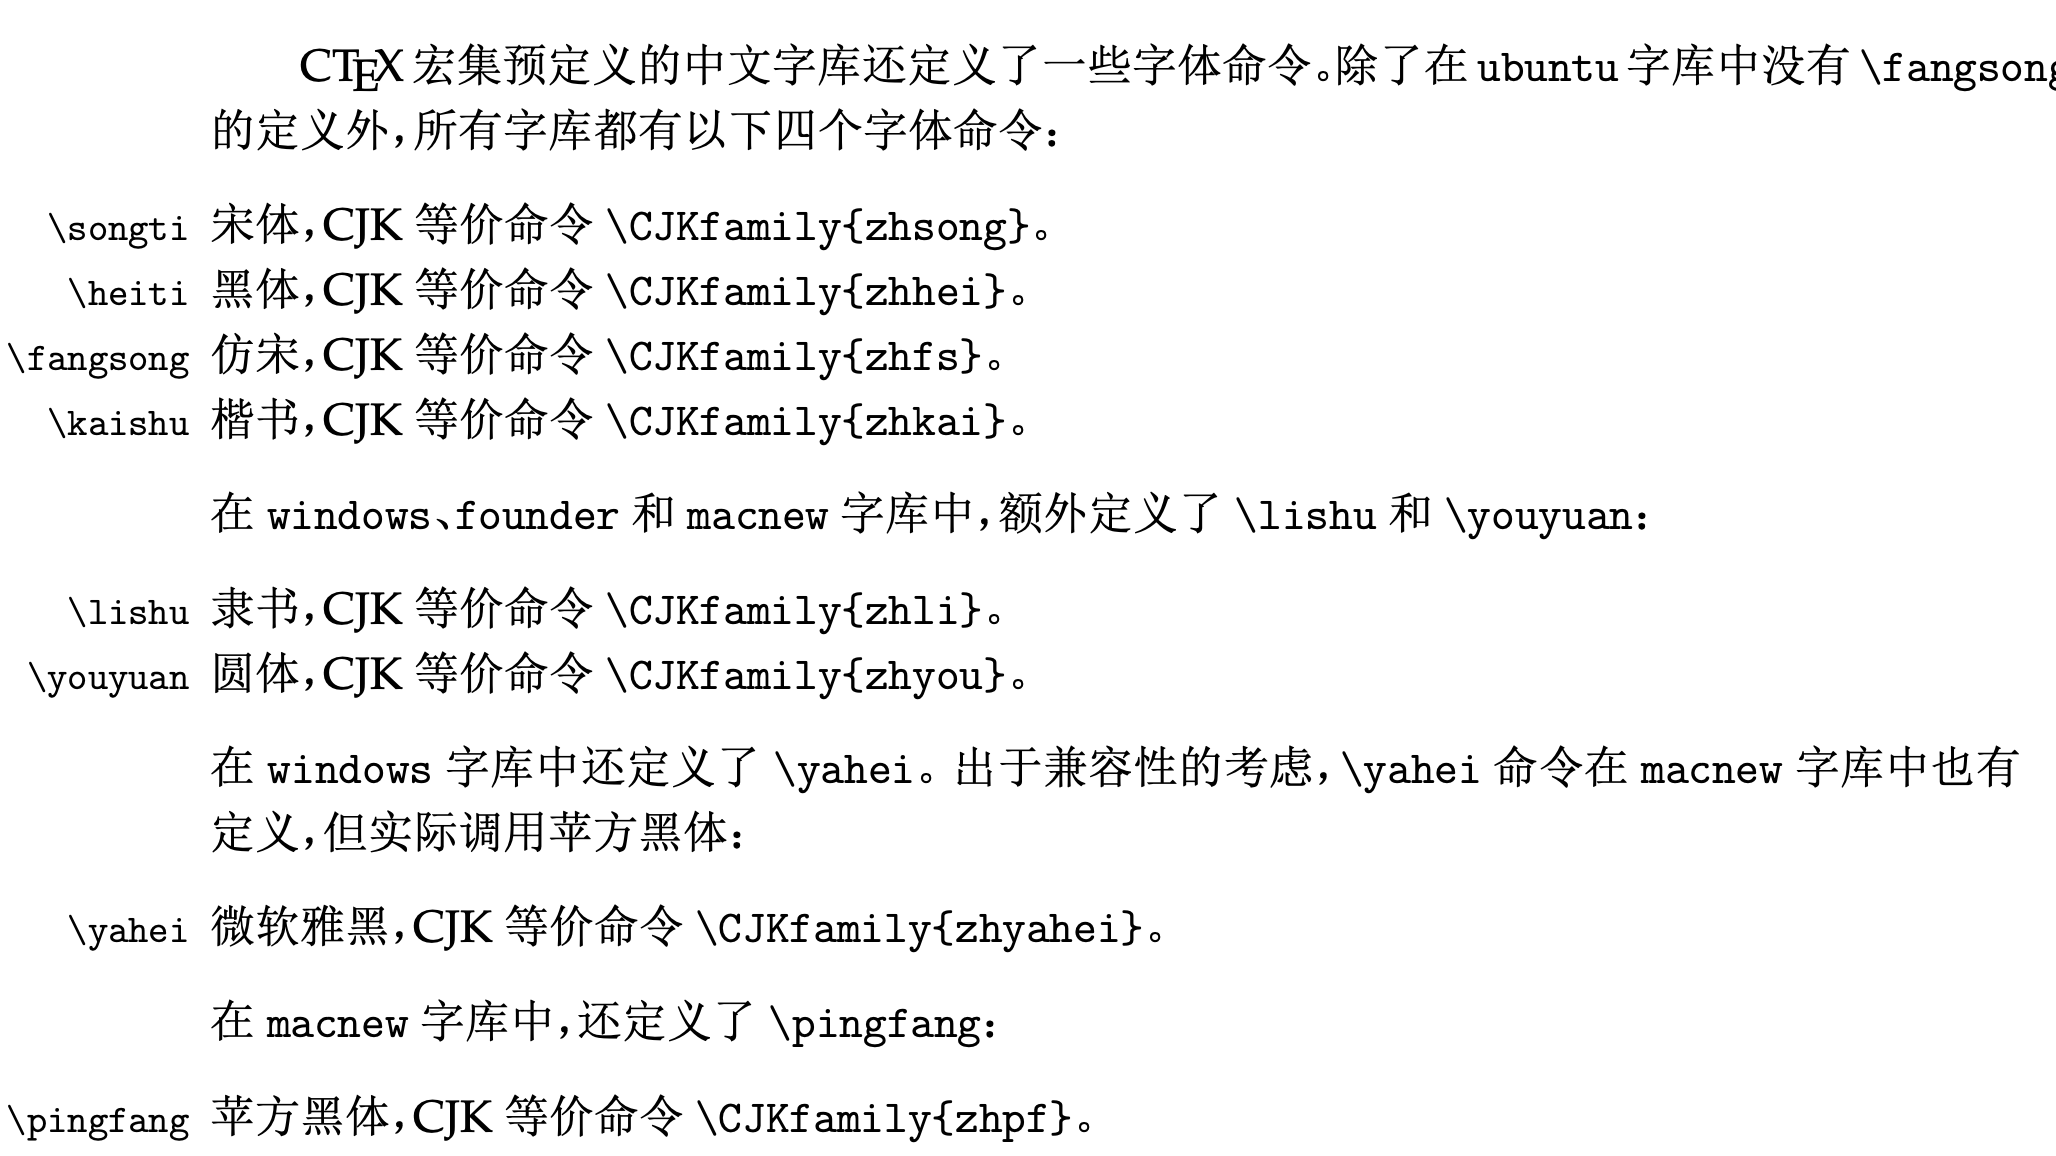 CTEX 宏集预定义的中文字库还定义了一些字体命令。除了在 ubuntu 字库中没有 \fangsong
的定义外，所有字库都有以下四个字体命令：
\songti 宋体，CJK 等价命令 \CJKfamily{zhsong}。
\heiti 黑体，CJK 等价命令 \CJKfamily{zhhei}。
\fangsong 仿宋，CJK 等价命令 \CJKfamily{zhfs}。
\kaishu 楷书，CJK 等价命令 \CJKfamily{zhkai}。
在 windows、founder 和 macnew 字库中，额外定义了 \lishu 和 \youyuan：
\lishu 隶书，CJK 等价命令 \CJKfamily{zhli}。
\youyuan 圆体，CJK 等价命令 \CJKfamily{zhyou}。
在 windows 字库中还定义了 \yahei。出于兼容性的考虑，\yahei 命令在 macnew 字库中也有
定义，但实际调用苹方黑体：
\yahei 微软雅黑，CJK 等价命令 \CJKfamily{zhyahei}。
在 macnew 字库中，还定义了 \pingfang：
\pingfang 苹方黑体，CJK 等价命令 \CJKfamily{zhpf}。